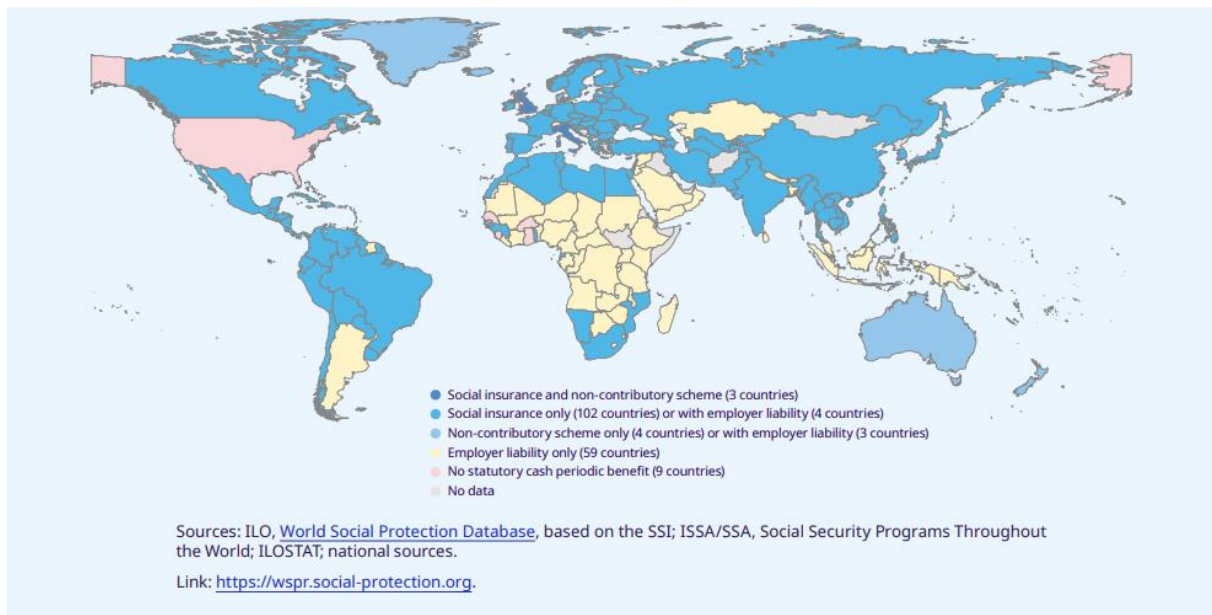 Social insurance and non-contributory scheme (3 countries)
Social insurance only (102 countries) or with employer liability (4 countries)
Non-contributory scheme only (4 countries) or with employer liability (3 countries)
Employer liability only (59 countries)
No statutory cash periodic benefit (9 countries)
No data
Sources: ILO, World Social Protection Database, based on the SSI; ISSA/SSA, Social Security Programs Throughout
the World; ILOSTAT; national sources.
Link: https://wspr.social-protection.org.